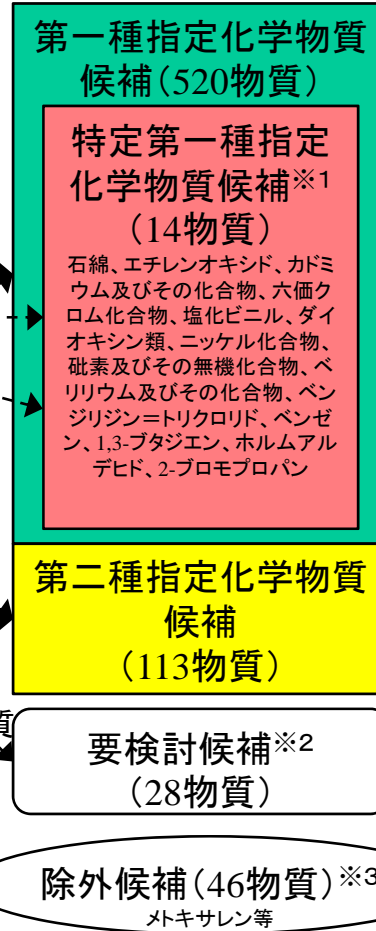 第一種指定化学物質
候補(520物質)
特定第一種指定
化学物質候補※1
(14物質)
石綿、エチレンオキシド、カドミ
ウム及びその化合物、六価ク
ロム化合物、塩化ビニル、ダイ
オキシン類、ニッケル化合物、
砒素及びその無機化合物、ベ
リリウム及びその化合物、ベン
ジリジン=トリクロリド、ベンゼ
ン、1,3-ブタジエン、ホルムアル
デヒド、2-ブロモプロパン
第二種指定化学物質
候補
(113物質)
質
要検討候補※2
(28物質)
除外候補(46物質)※3
メトキサレン等